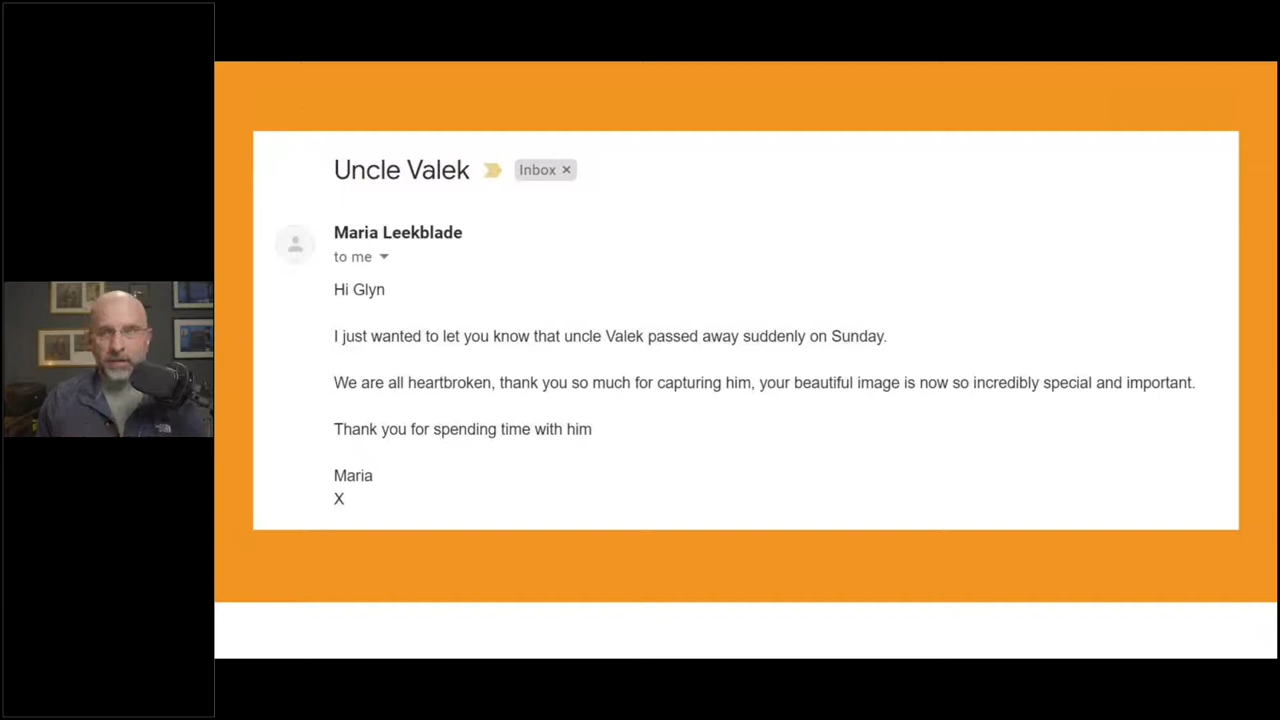 Uncle Valek
Inbox ×
Maria Leekblade
to me
Hi Glyn
I just wanted to let you know that uncle Valek passed away suddenly on Sunday.
We are all heartbroken, thank you so much for capturing him, your beautiful image is now so incredibly special and important.
Thank you for spending time with him
Maria
X